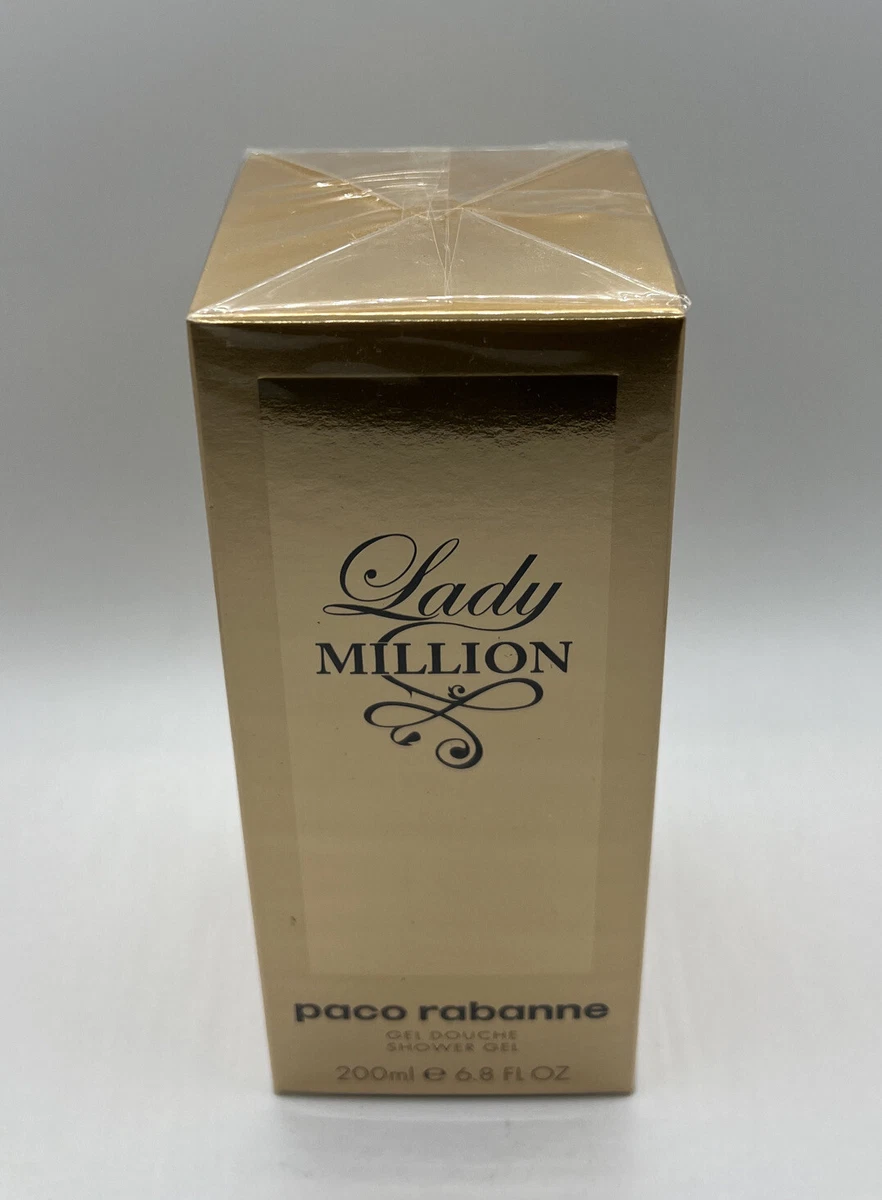 Lady
MILLION
paco rabanne
GEL DOUCHE
SHOWER GEL
200ml ℮ 6.8 FL OZ